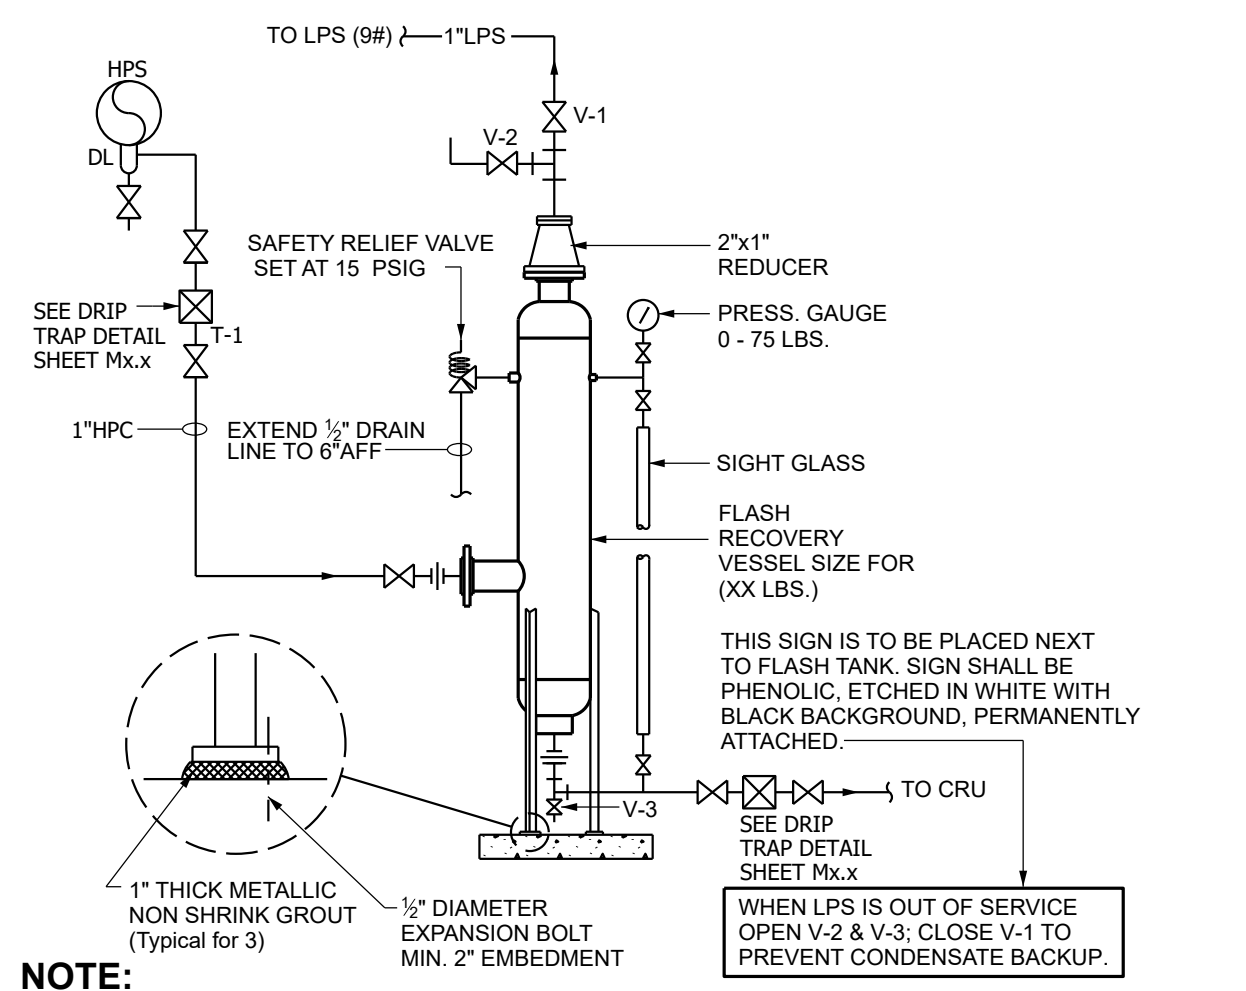 TO LPS (9#)
1"LPS
HPS
V-1
V-2
DL
SAFETY RELIEF VALVE
SET AT 15 PSIG
2"x1"
REDUCER
SEE DRIP
TRAP DETAIL
SHEET Mx.x
T-1
PRESS. GAUGE
0 - 75 LBS.
1"HPC
EXTEND ½" DRAIN
LINE TO 6"AFF
SIGHT GLASS
FLASH
RECOVERY
VESSEL SIZE FOR
(XX LBS.)
THIS SIGN IS TO BE PLACED NEXT
TO FLASH TANK. SIGN SHALL BE
PHENOLIC, ETCHED IN WHITE WITH
BLACK BACKGROUND, PERMANENTLY
ATTACHED.
TO CRU
V-3
SEE DRIP
TRAP DETAIL
SHEET Mx.x
1" THICK METALLIC
NON SHRINK GROUT
(Typical for 3)
½" DIAMETER
EXPANSION BOLT
MIN. 2" EMBEDMENT
WHEN LPS IS OUT OF SERVICE
OPEN V-2 & V-3; CLOSE V-1 TO
PREVENT CONDENSATE BACKUP.
NOTE: